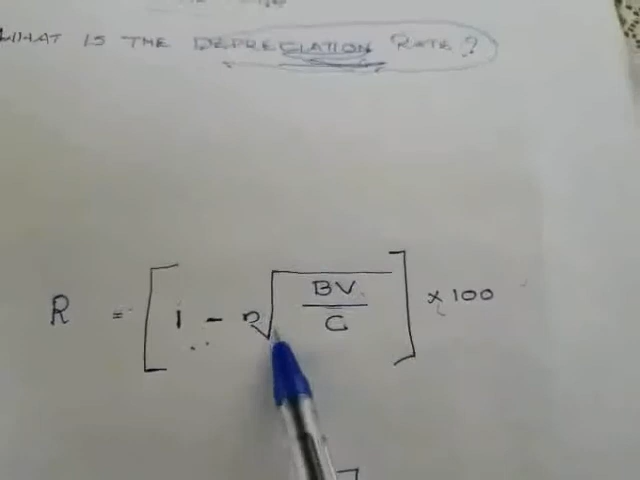 WHAT IS THE DEPRECIATION RATE?
R = [1 - ⁿ√(BV/C)] × 100